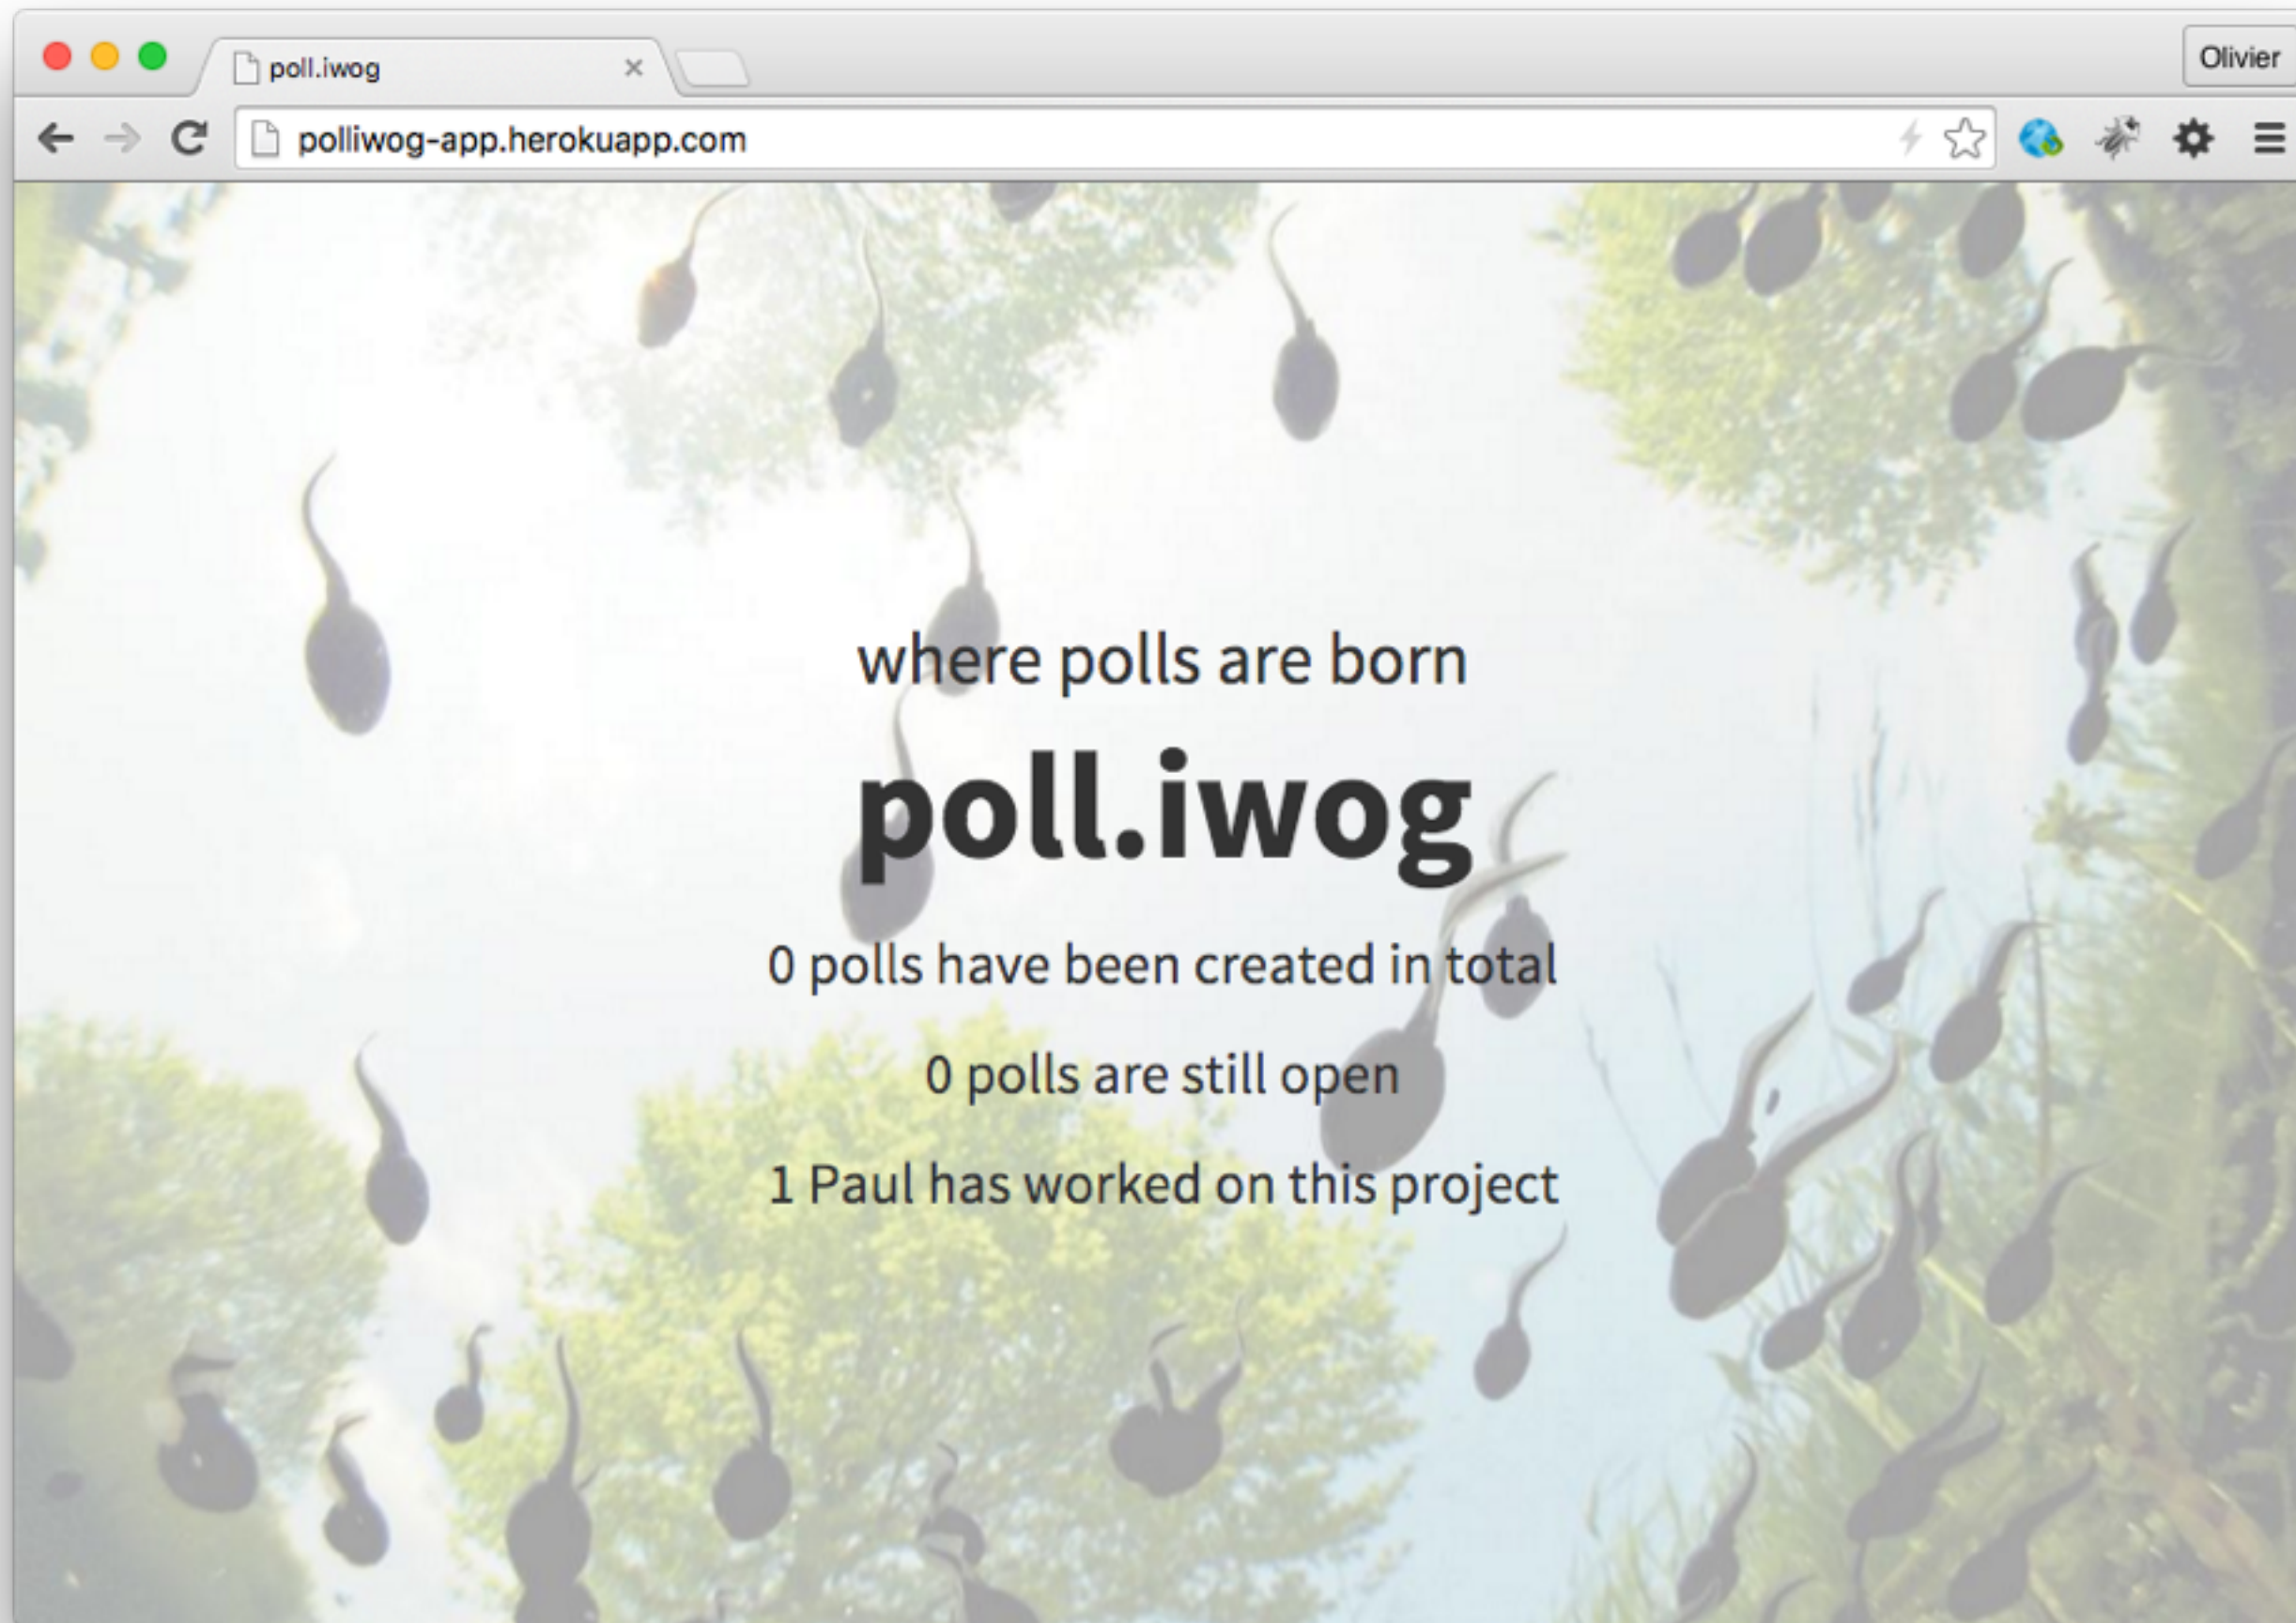 poll.iwog
Olivier
polliwog-app.herokuapp.com
where polls are born
poll.iwog
0 polls have been created in total
0 polls are still open
1 Paul has worked on this project